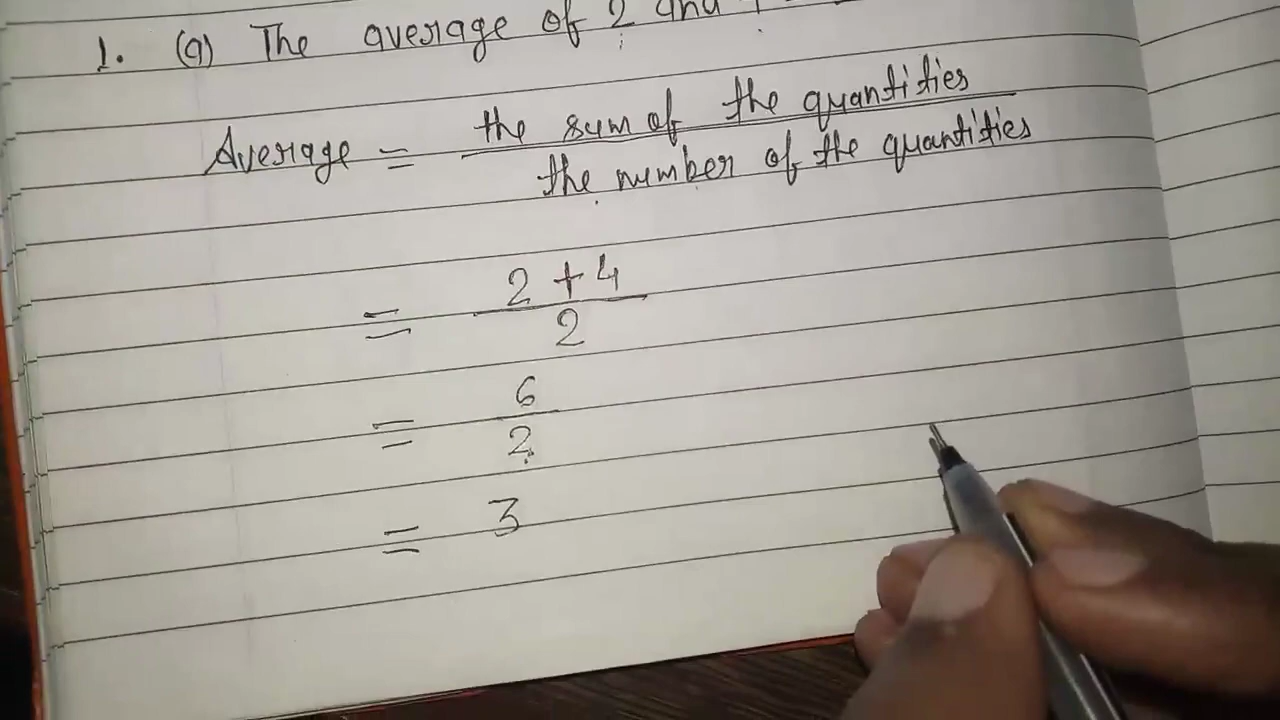 1. (a) The average of 2 and
Average = the sum of the quantities
the number of the quantities
= 2 + 4
2
= 6
2
= 3